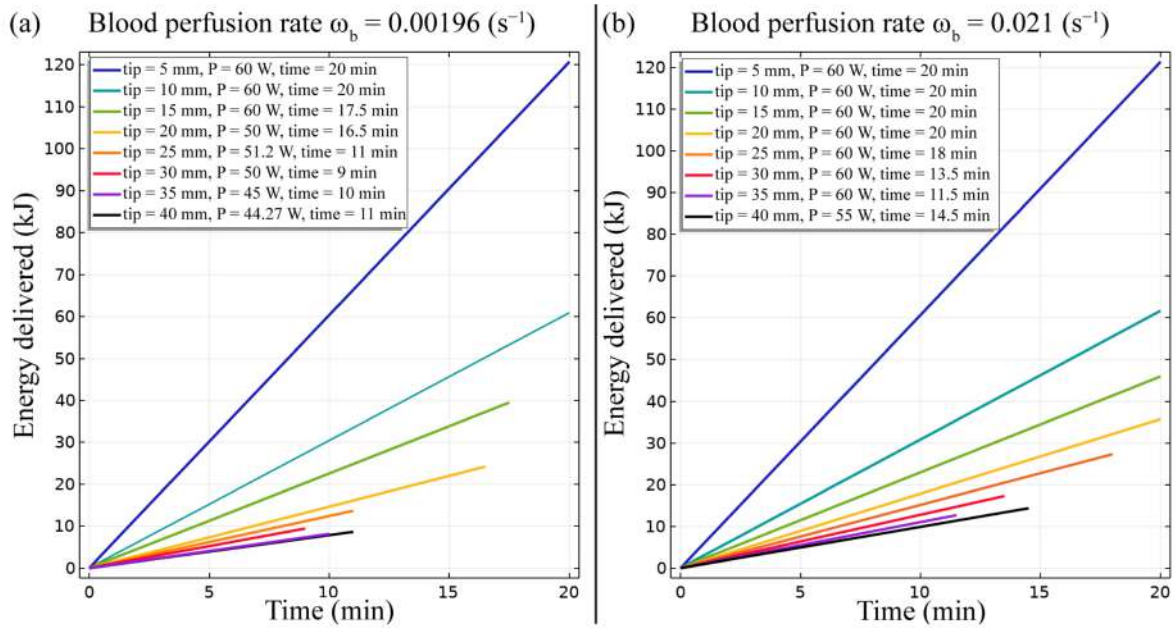 (a) Blood perfusion rate ω_b = 0.00196 (s⁻¹)
Energy delivered (kJ)
120
110
100
90
80
70
60
50
40
30
20
10
0
tip = 5 mm, P = 60 W, time = 20 min
tip = 10 mm, P = 60 W, time = 20 min
tip = 15 mm, P = 60 W, time = 17.5 min
tip = 20 mm, P = 50 W, time = 16.5 min
tip = 25 mm, P = 51.2 W, time = 11 min
tip = 30 mm, P = 50 W, time = 9 min
tip = 35 mm, P = 45 W, time = 10 min
tip = 40 mm, P = 44.27 W, time = 11 min
0 5 10 15 20
Time (min)
(b) Blood perfusion rate ω_b = 0.021 (s⁻¹)
Energy delivered (kJ)
120
110
100
90
80
70
60
50
40
30
20
10
0
tip = 5 mm, P = 60 W, time = 20 min
tip = 10 mm, P = 60 W, time = 20 min
tip = 15 mm, P = 60 W, time = 20 min
tip = 20 mm, P = 60 W, time = 20 min
tip = 25 mm, P = 60 W, time = 18 min
tip = 30 mm, P = 60 W, time = 13.5 min
tip = 35 mm, P = 60 W, time = 11.5 min
tip = 40 mm, P = 55 W, time = 14.5 min
0 5 10 15 20
Time (min)